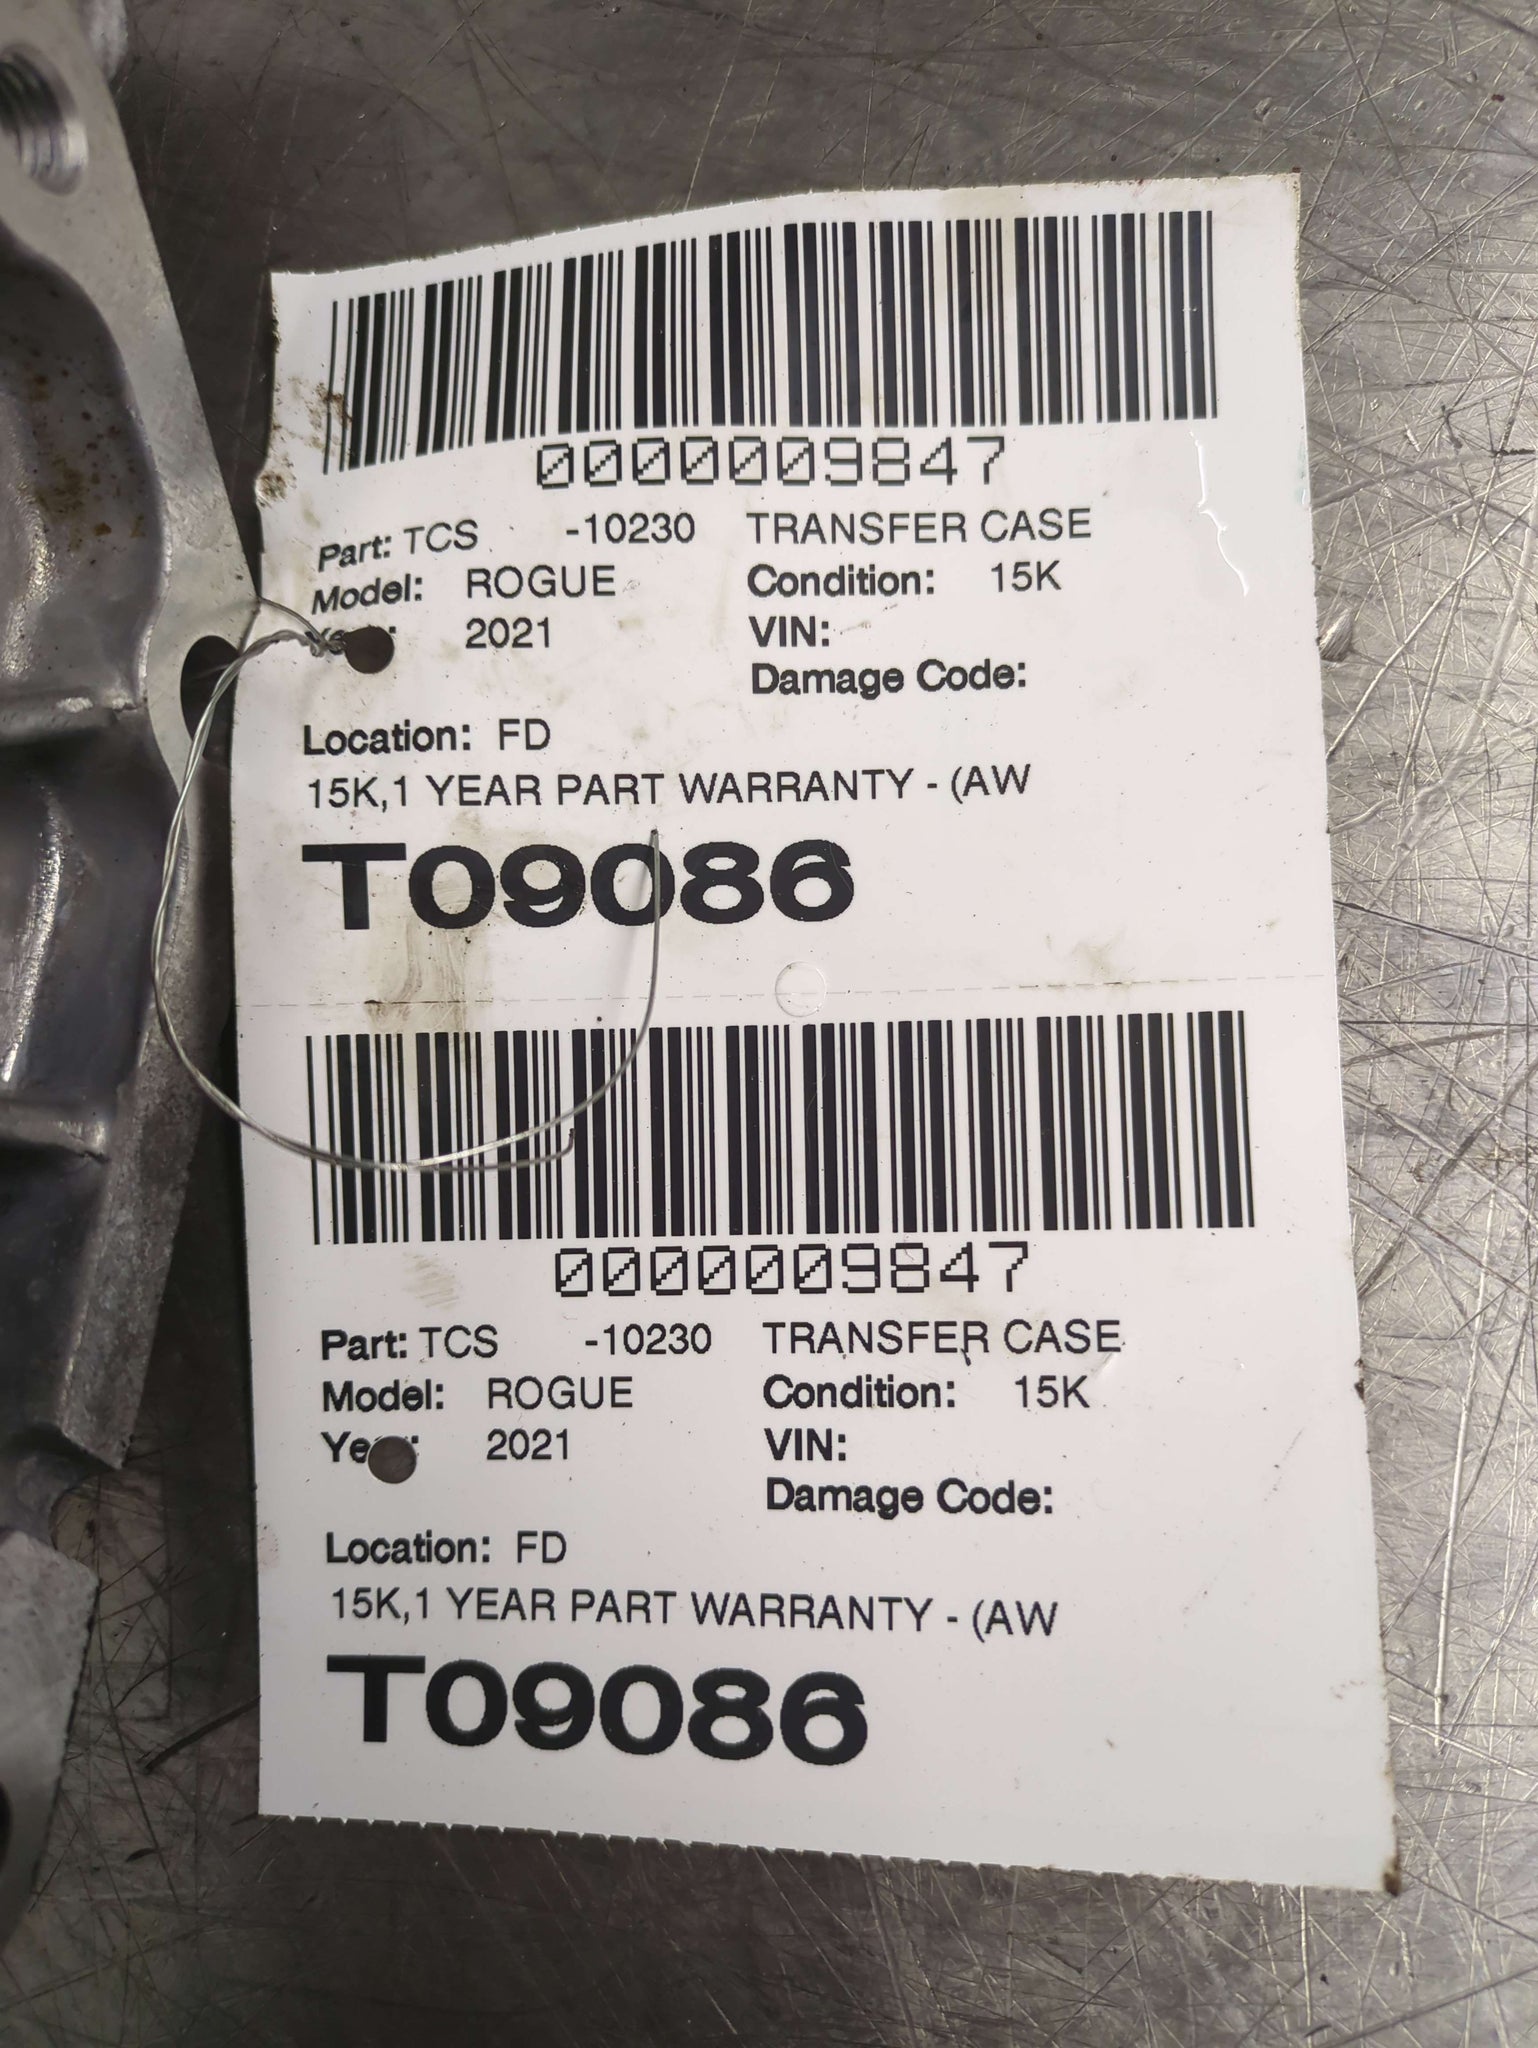 0000009847
Part: TCS -10230 TRANSFER CASE
Model: ROGUE Condition: 15K
2021 VIN:
Damage Code:
Location: FD
15K,1 YEAR PART WARRANTY - (AW
T09086
0000009847
Part: TCS -10230 TRANSFER CASE
Model: ROGUE Condition: 15K
Year: 2021 VIN:
Damage Code:
Location: FD
15K,1 YEAR PART WARRANTY - (AW
T09086